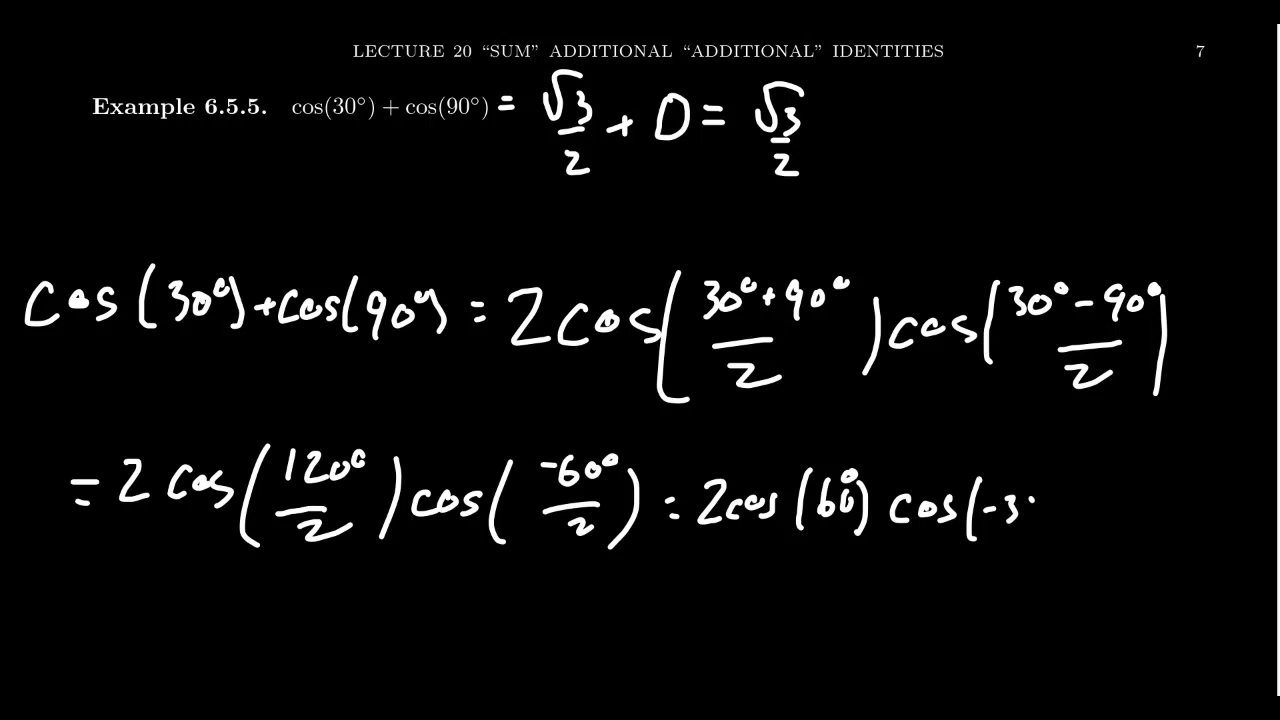 LECTURE 20 “SUM” ADDITIONAL “ADDITIONAL” IDENTITIES 7
Example 6.5.5. cos(30°) + cos(90°) = √3/2 + 0 = √3/2
cos(30°) + cos(90°) = 2cos((30° + 90°)/2) cos((30° - 90°)/2)
= 2 cos(120°/2) cos(-60°/2) = 2cos(60°) cos(-3